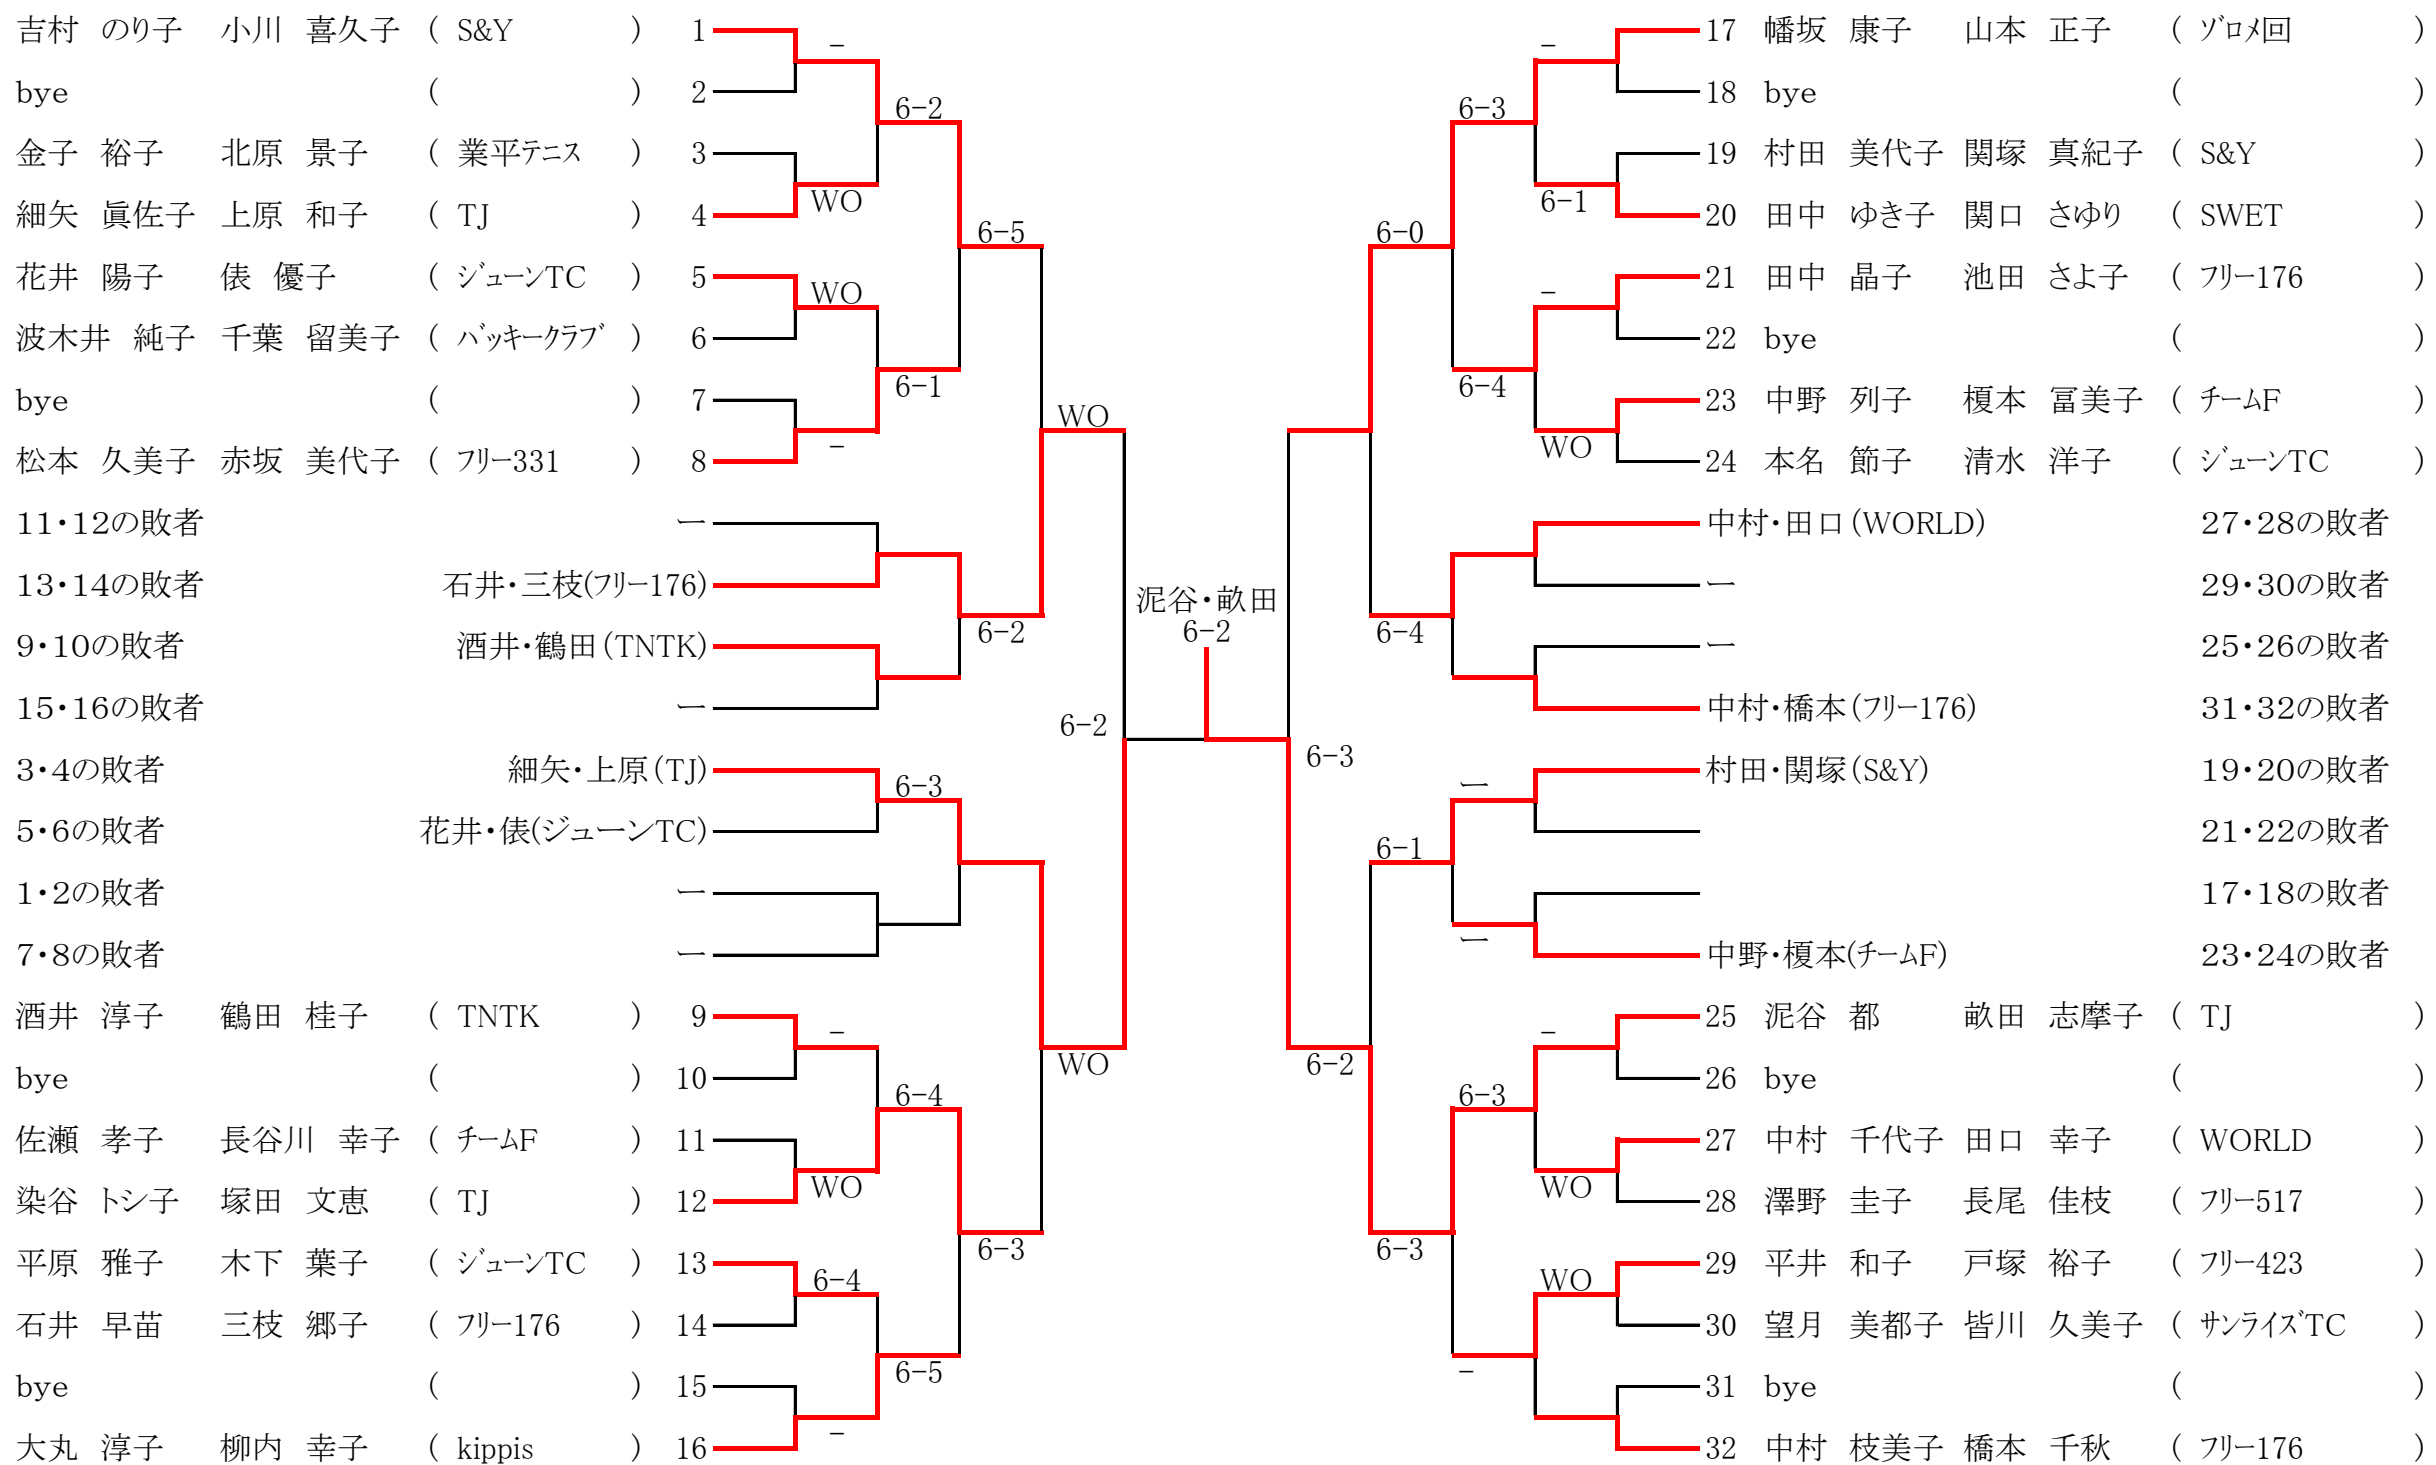 吉村 のり子 小川 喜久子 ( S&Y ) 1
bye ( ) 2
金子 裕子 北原 景子 ( 業平テニス ) 3
細矢 眞佐子 上原 和子 ( TJ ) 4
花井 陽子 俵 優子 ( ジューンTC ) 5
波木井 純子 千葉 留美子 ( バッキークラブ ) 6
bye ( ) 7
松本 久美子 赤坂 美代子 ( フリー331 ) 8
11・12の敗者 ー
13・14の敗者 石井・三枝(フリー176)
9・10の敗者 酒井・鶴田(TNTK)
15・16の敗者 ー
3・4の敗者 細矢・上原(TJ)
5・6の敗者 花井・俵(ジューンTC)
1・2の敗者 ー
7・8の敗者 ー
酒井 淳子 鶴田 桂子 ( TNTK ) 9
bye ( ) 10
佐瀬 孝子 長谷川 幸子 ( チームF ) 11
染谷 トシ子 塚田 文恵 ( TJ ) 12
平原 雅子 木下 葉子 ( ジューンTC ) 13
石井 早苗 三枝 郷子 ( フリー176 ) 14
bye ( ) 15
大丸 淳子 柳内 幸子 ( kippis ) 16
-
WO
WO
-
-
WO
6-4
-
6-2
6-1
6-3
6-4
6-5
6-5
6-2
6-3
WO
WO
6-2
泥谷・畝田
6-2
6-3
6-2
6-0
6-4
6-1
6-3
6-3
6-4
ー
ー
6-3
-
-
6-1
-
WO
-
WO
WO
17 幡坂 康子 山本 正子 ( ゾロメ回 )
18 bye ( )
19 村田 美代子 関塚 真紀子 ( S&Y )
20 田中 ゆき子 関口 さゆり ( SWET )
21 田中 晶子 池田 さよ子 ( フリー176 )
22 bye ( )
23 中野 列子 榎本 冨美子 ( チームF )
24 本名 節子 清水 洋子 ( ジューンTC )
中村・田口(WORLD) 27・28の敗者
ー 29・30の敗者
ー 25・26の敗者
中村・橋本(フリー176) 31・32の敗者
村田・関塚(S&Y) 19・20の敗者
21・22の敗者
17・18の敗者
中野・榎本(チームF) 23・24の敗者
25 泥谷 都 畝田 志摩子 ( TJ )
26 bye ( )
27 中村 千代子 田口 幸子 ( WORLD )
28 澤野 圭子 長尾 佳枝 ( フリー517 )
29 平井 和子 戸塚 裕子 ( フリー423 )
30 望月 美都子 皆川 久美子 ( サンライズTC )
31 bye ( )
32 中村 枝美子 橋本 千秋 ( フリー176 )